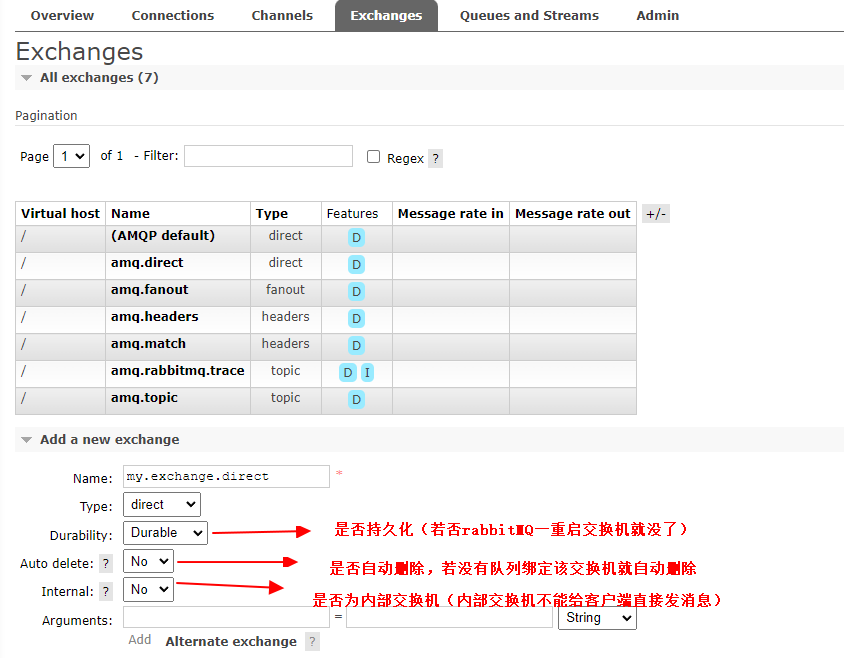 Overview Connections Channels Exchanges Queues and Streams Admin
Exchanges
All exchanges (7)
Pagination
Page 1 of 1 - Filter: Regex ?
Virtual host Name Type Features Message rate in Message rate out +/-
/ (AMQP default) direct D
/ amq.direct direct D
/ amq.fanout fanout D
/ amq.headers headers D
/ amq.match headers D
/ amq.rabbitmq.trace topic D I
/ amq.topic topic D
Add a new exchange
Name: my.exchange.direct *
Type: direct
Durability: Durable 是否持久化（若否rabbitMQ一重启交换机就没了）
Auto delete: ? No 是否自动删除，若没有队列绑定该交换机就自动删除
Internal: ? No 是否为内部交换机（内部交换机不能给客户端直接发消息）
Arguments: = String
Add Alternate exchange ?